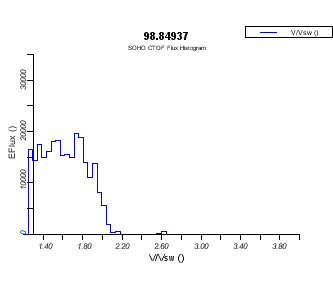 98.84937
V/Vsw ()
SOHO CTOF Flux Histogram
EFlux ()
30000
20000
10000
0
1.40 1.80 2.20 2.60 3.00 3.40 3.80
V/Vsw ()